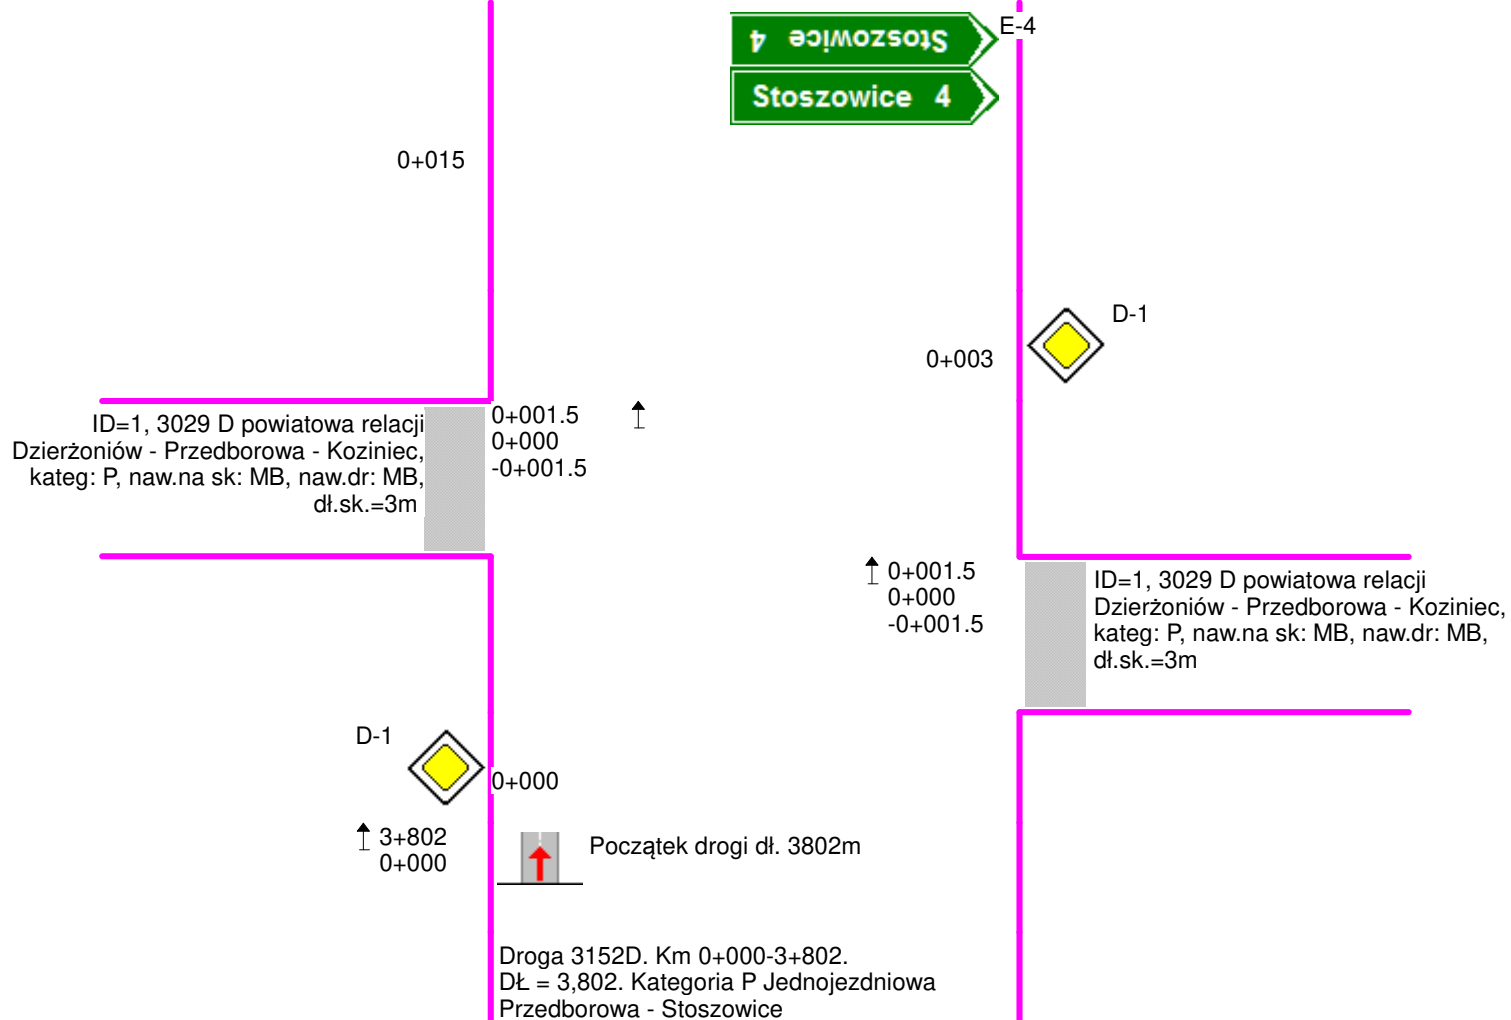 Stoszowice 4
E-4
Stoszowice 4
0+015
D-1
0+003
ID=1, 3029 D powiatowa relacji
Dzierżoniów - Przedborowa - Koziniec,
kateg: P, naw.na sk: MB, naw.dr: MB,
dł.sk.=3m
0+001.5
0+000
-0+001.5
0+001.5
0+000
-0+001.5
ID=1, 3029 D powiatowa relacji
Dzierżoniów - Przedborowa - Koziniec,
kateg: P, naw.na sk: MB, naw.dr: MB,
dł.sk.=3m
D-1
0+000
3+802
0+000
Początek drogi dł. 3802m
Droga 3152D. Km 0+000-3+802.
DŁ = 3,802. Kategoria P Jednojezdniowa
Przedborowa - Stoszowice